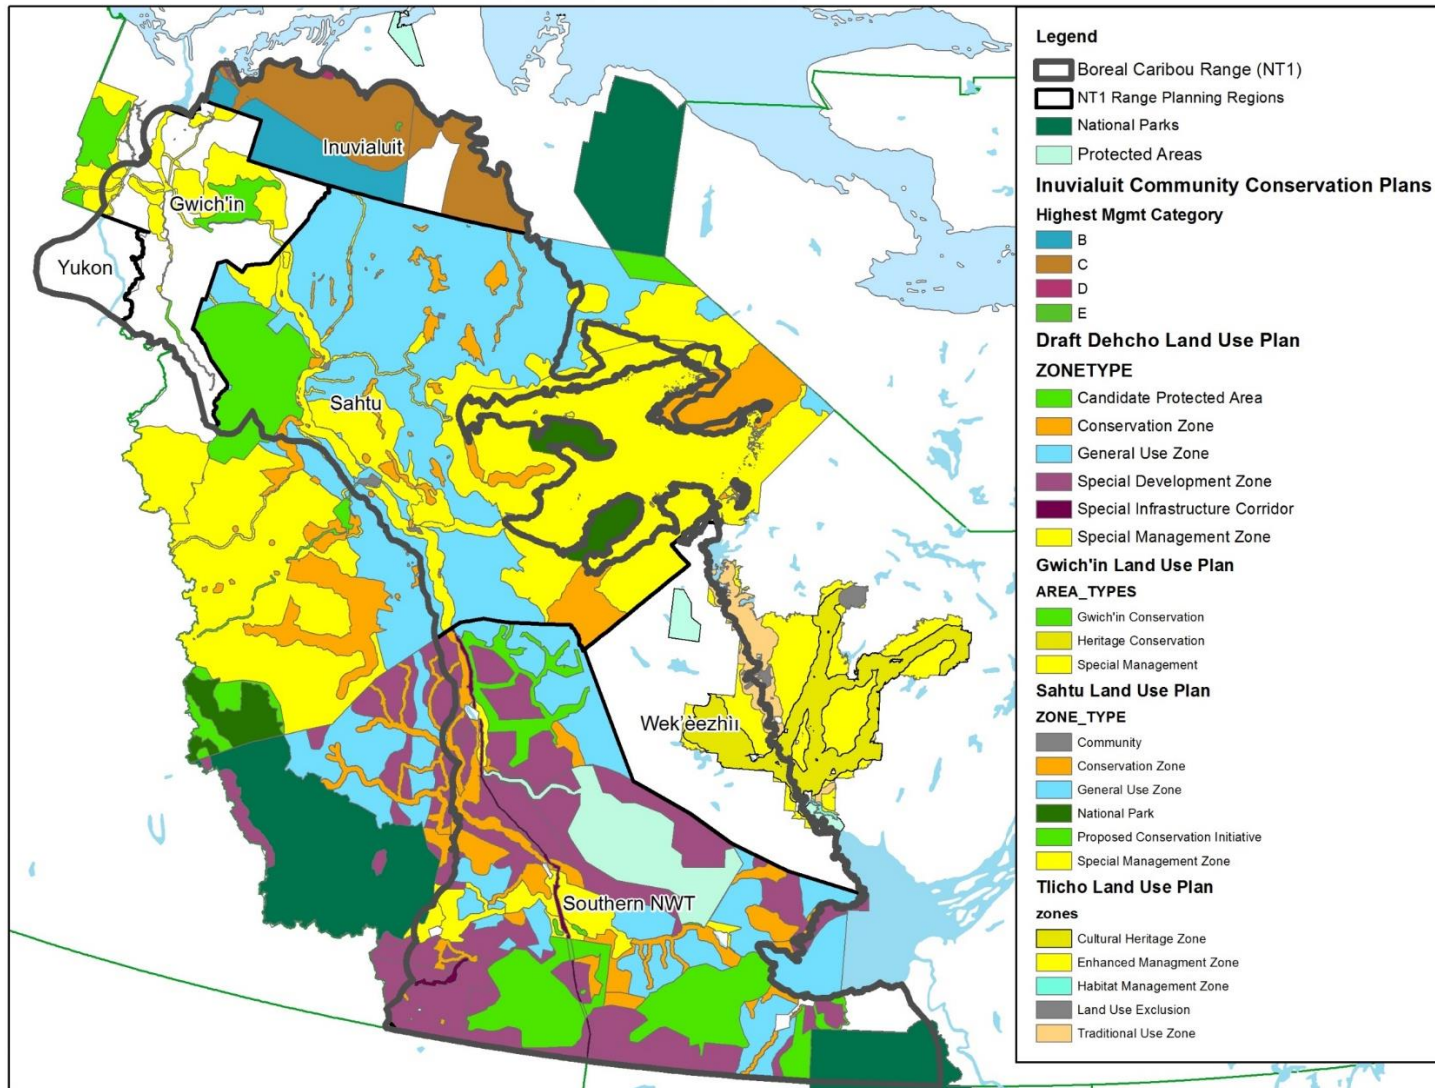 Inuvialuit
Gwich'in
Yukon
Sahtu
Wek'èezhìı
Southern NWT
Legend
Boreal Caribou Range (NT1)
NT1 Range Planning Regions
National Parks
Protected Areas
Inuvialuit Community Conservation Plans
Highest Mgmt Category
B
C
D
E
Draft Dehcho Land Use Plan
ZONETYPE
Candidate Protected Area
Conservation Zone
General Use Zone
Special Development Zone
Special Infrastructure Corridor
Special Management Zone
Gwich'in Land Use Plan
AREA_TYPES
Gwich'in Conservation
Heritage Conservation
Special Management
Sahtu Land Use Plan
ZONE_TYPE
Community
Conservation Zone
General Use Zone
National Park
Proposed Conservation Initiative
Special Management Zone
Tlicho Land Use Plan
zones
Cultural Heritage Zone
Enhanced Managment Zone
Habitat Management Zone
Land Use Exclusion
Traditional Use Zone